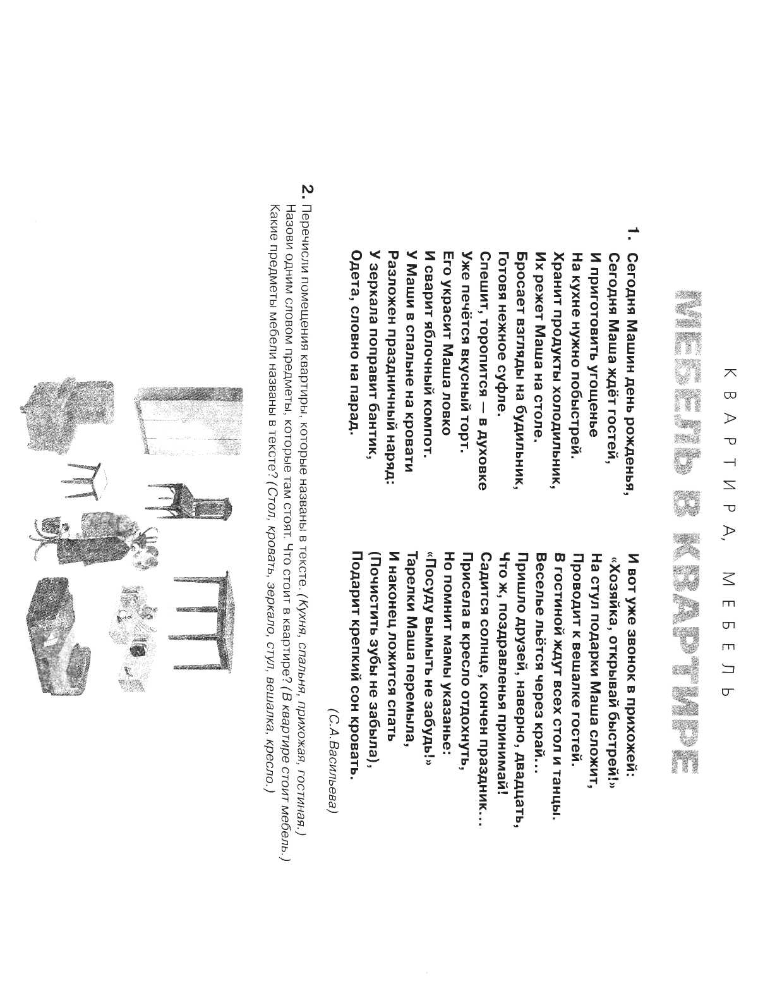 КВАРТИРА, МЕБЕЛЬ
МЕБЕЛЬ В КВАРТИРЕ
1. Сегодня Машин день рожденья,
Сегодня Маша ждёт гостей,
И приготовить угощенье
На кухне нужно побыстрей.
Хранит продукты холодильник,
Их режет Маша на столе.
Бросает взгляды на будильник,
Готовя нежное суфле.
Спешит, торопится — в духовке
Уже печётся вкусный торт.
Его украсит Маша ловко
И сварит яблочный компот.
У Маши в спальне на кровати
Разложен праздничный наряд:
У зеркала поправит бантик,
Одета, словно на парад.
И вот уже звонок в прихожей:
«Хозяйка, открывай быстрей!»
На стул подарки Маша сложит,
Проводит к вешалке гостей.
В гостиной ждут всех стол и танцы.
Веселье льётся через край...
Пришло друзей, наверно, двадцать,
Что ж, поздравленья принимай!
Садится солнце, кончен праздник...
Присела в кресло отдохнуть,
Но помнит мамы указанье:
«Посуду вымыть не забудь!»
Тарелки Маша перемыла,
И наконец ложится спать
(Почистить зубы не забыла),
Подарит крепкий сон кровать.
(С.А.Васильева)
2. Перечисли помещения квартиры, которые названы в тексте. (Кухня, спальня, прихожая, гостиная.)
Назови одним словом предметы, которые там стоят. Что стоит в квартире? (В квартире стоит мебель.)
Какие предметы мебели названы в тексте? (Стол, кровать, зеркало, стул, вешалка, кресло.)